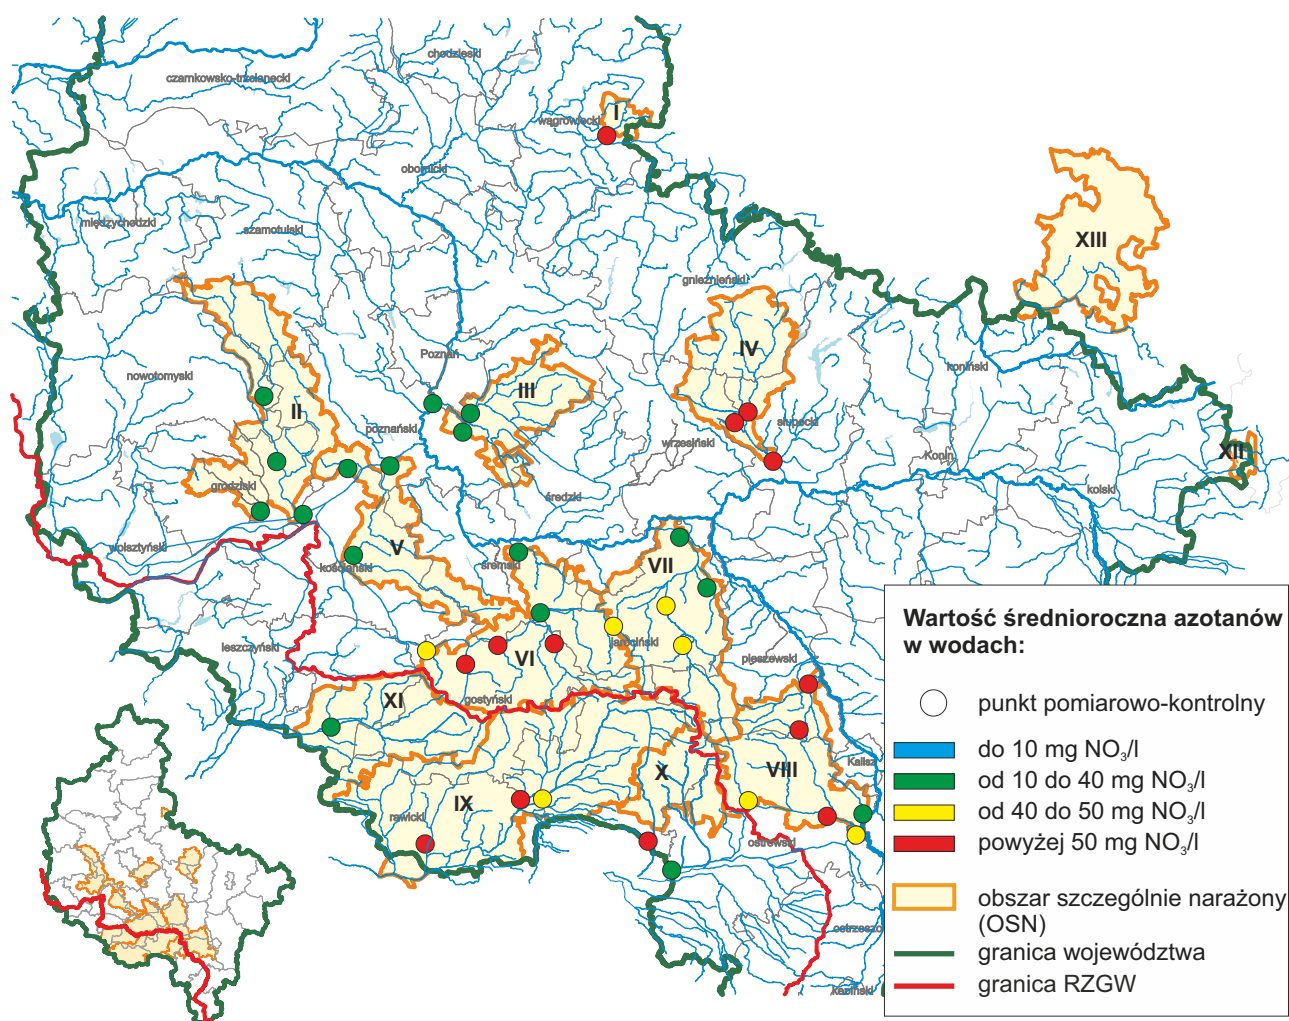 chodzieski
czarnkowsko-trzcianecki
I
wągrowiecki
obornicki
międzychodzki
szamotulski
XIII
gnieźnieński
IV
Poznań
koniński
nowotomyski
III
II
słupecki
poznański
wrzesiński
XII
Konin
grodziski
kolski
średzki
wolsztyński
V
VII
śremski
kościański
Wartość średnioroczna azotanów
w wodach:
jarociński
leszczyński
VI
pleszewski
gostyński
XI
punkt pomiarowo-kontrolny
do 10 mg NO₃/l
Kalisz
VIII
X
od 10 do 40 mg NO₃/l
IX
od 40 do 50 mg NO₃/l
rawicki
powyżej 50 mg NO₃/l
ostrowski
obszar szczególnie narażony
(OSN)
ostrzeszo
granica województwa
granica RZGW
kępiński